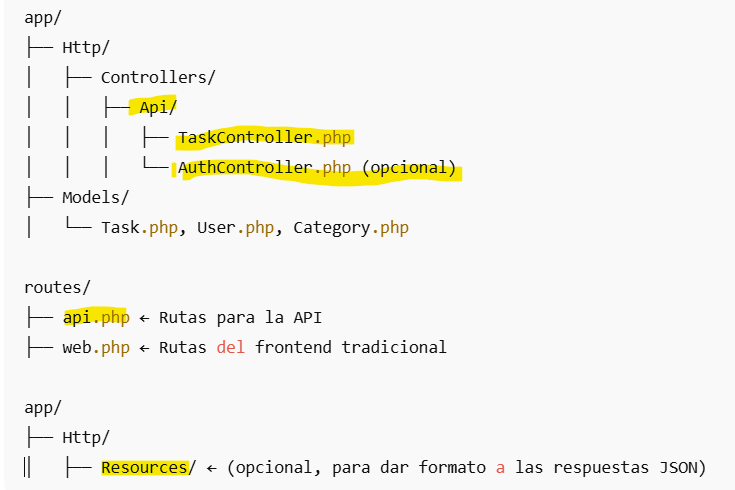 app/
├── Http/
│   ├── Controllers/
│   │   ├── Api/
│   │   │   ├── TaskController.php
│   │   │   └── AuthController.php (opcional)
├── Models/
│   └── Task.php, User.php, Category.php
routes/
├── api.php ← Rutas para la API
├── web.php ← Rutas del frontend tradicional
app/
├── Http/
││   ├── Resources/ ← (opcional, para dar formato a las respuestas JSON)